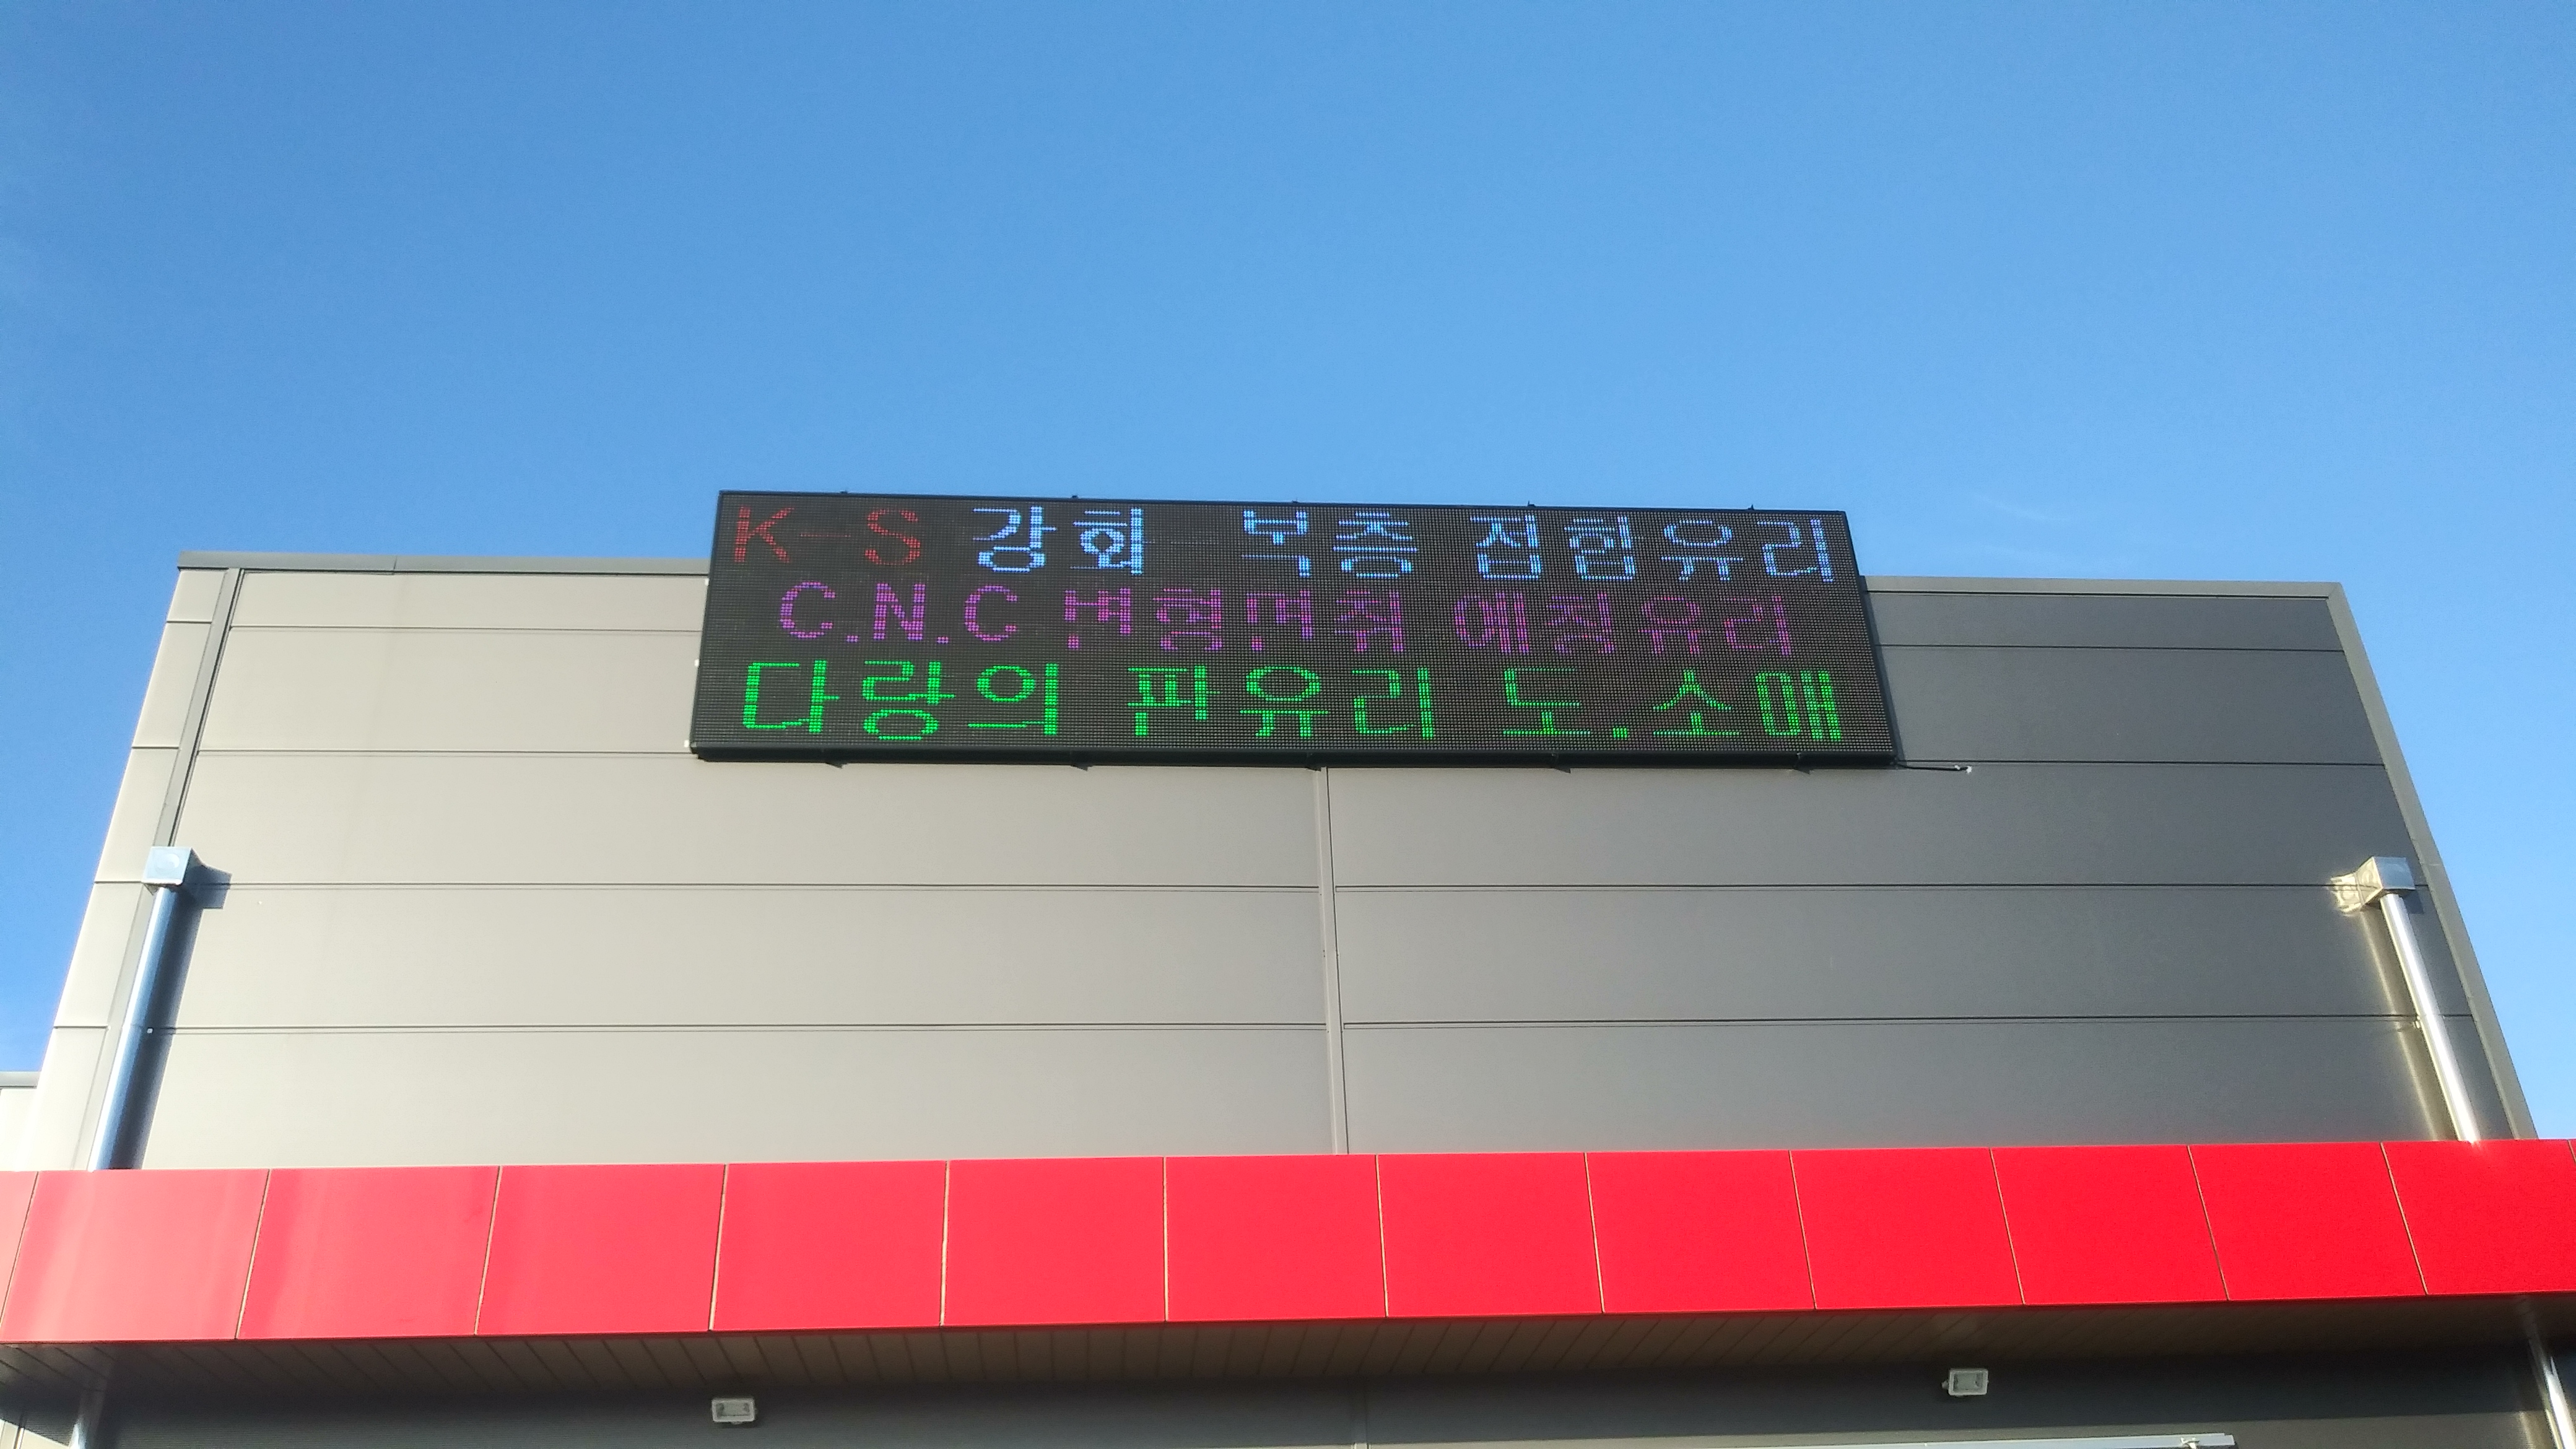 K-S 강화 복층 접합유리
C.N.C 변형면취 에칭유리
다량의 판유리 도.소매